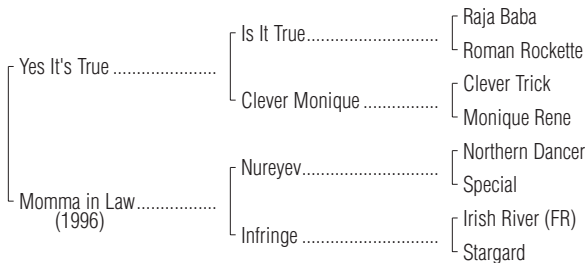 Raja Baba
Is It True
Roman Rockette
Yes It's True
Clever Trick
Clever Monique
Monique Rene
Northern Dancer
Nureyev
Special
Momma in Law
(1996)
Irish River (FR)
Infringe
Stargard